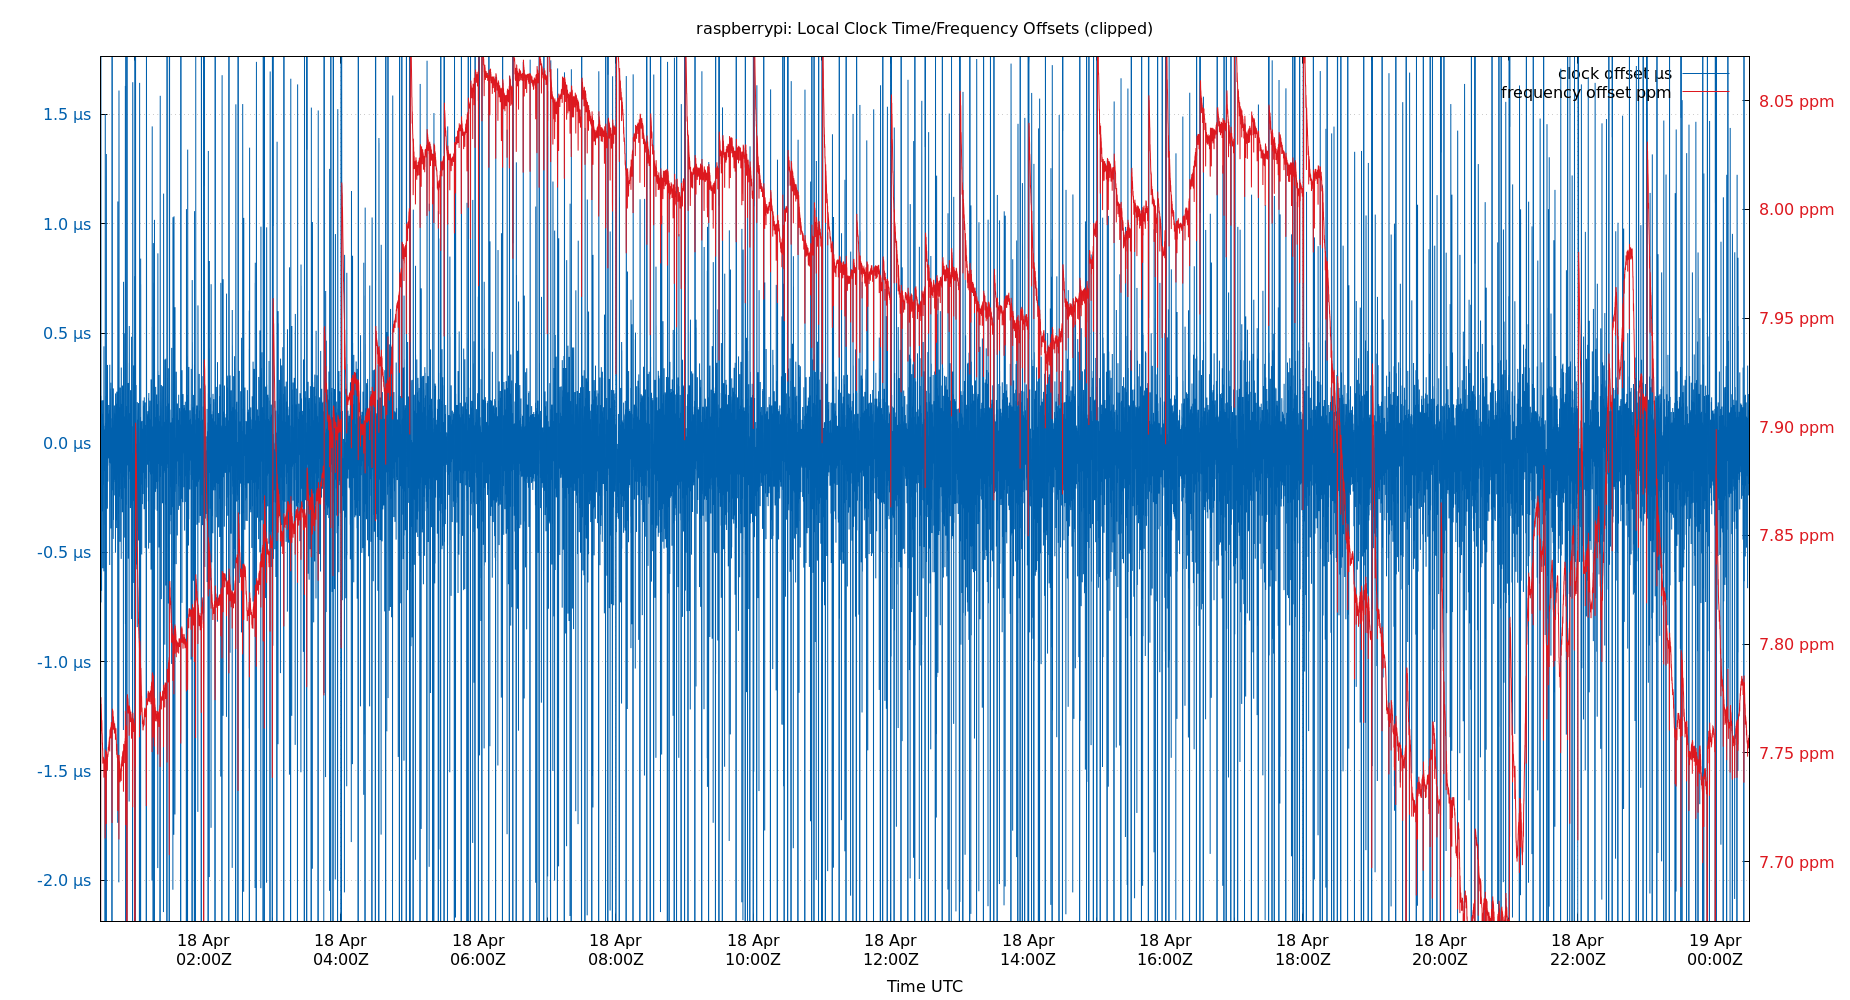 raspberrypi: Local Clock Time/Frequency Offsets (clipped)
clock offset µs
frequency offset ppm
1.5 µs
1.0 µs
0.5 µs
0.0 µs
-0.5 µs
-1.0 µs
-1.5 µs
-2.0 µs
8.05 ppm
8.00 ppm
7.95 ppm
7.90 ppm
7.85 ppm
7.80 ppm
7.75 ppm
7.70 ppm
18 Apr 18 Apr 18 Apr 18 Apr 18 Apr 18 Apr 18 Apr 18 Apr 18 Apr 18 Apr 18 Apr 19 Apr
02:00Z 04:00Z 06:00Z 08:00Z 10:00Z 12:00Z 14:00Z 16:00Z 18:00Z 20:00Z 22:00Z 00:00Z
Time UTC